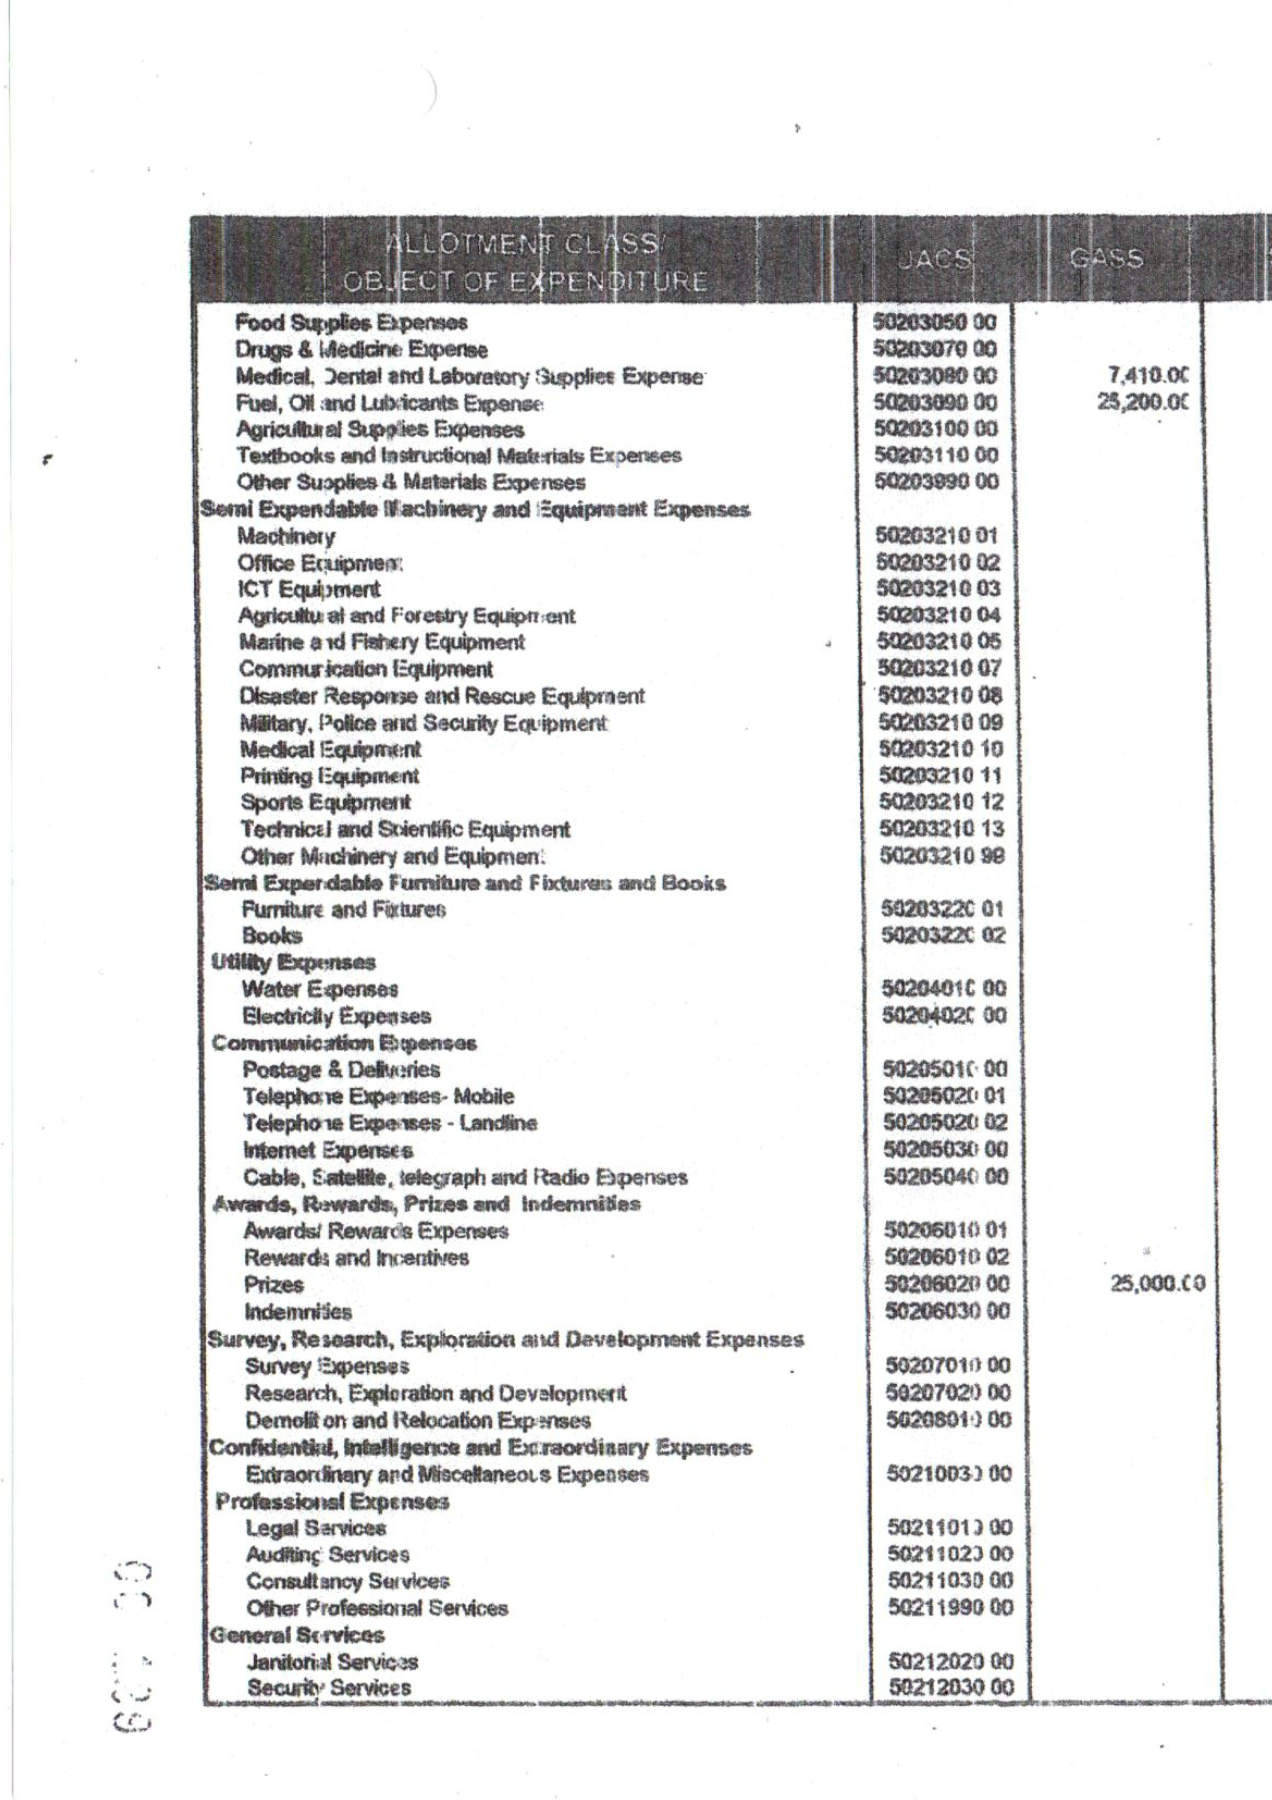 ALLOTMENT CLASS/
OBJECT OF EXPENDITURE
UACS
GASS
Food Supplies Expenses 50203050 00
Drugs & Medicine Expense 50203070 00
Medical, Dental and Laboratory Supplies Expense 50203080 00 7,410.00
Fuel, Oil and Lubricants Expense 50203090 00 25,200.00
Agricultural Supplies Expenses 50203100 00
Textbooks and Instructional Materials Expenses 50203110 00
Other Supplies & Materials Expenses 50203990 00
Semi Expendable Machinery and Equipment Expenses
Machinery 50203210 01
Office Equipment 50203210 02
ICT Equipment 50203210 03
Agricultural and Forestry Equipment 50203210 04
Marine and Fishery Equipment 50203210 05
Communication Equipment 50203210 07
Disaster Response and Rescue Equipment 50203210 08
Military, Police and Security Equipment 50203210 09
Medical Equipment 50203210 10
Printing Equipment 50203210 11
Sports Equipment 50203210 12
Technical and Scientific Equipment 50203210 13
Other Machinery and Equipment 50203210 99
Semi Expendable Furniture and Fixtures and Books
Furniture and Fixtures 50203220 01
Books 50203220 02
Utility Expenses
Water Expenses 50204010 00
Electricity Expenses 50204020 00
Communication Expenses
Postage & Deliveries 50205010 00
Telephone Expenses- Mobile 50205020 01
Telephone Expenses - Landline 50205020 02
Internet Expenses 50205030 00
Cable, Satellite, telegraph and Radio Expenses 50205040 00
Awards, Rewards, Prizes and Indemnities
Awards/ Rewards Expenses 50206010 01
Rewards and Incentives 50206010 02
Prizes 50206020 00 25,000.00
Indemnities 50206030 00
Survey, Research, Exploration and Development Expenses
Survey Expenses 50207010 00
Research, Exploration and Development 50207020 00
Demolition and Relocation Expenses 50208010 00
Confidential, Intelligence and Extraordinary Expenses
Extraordinary and Miscellaneous Expenses 50210030 00
Professional Expenses
Legal Services 50211010 00
Auditing Services 50211020 00
Consultancy Services 50211030 00
Other Professional Services 50211990 00
General Services
Janitorial Services 50212020 00
Security Services 50212030 00